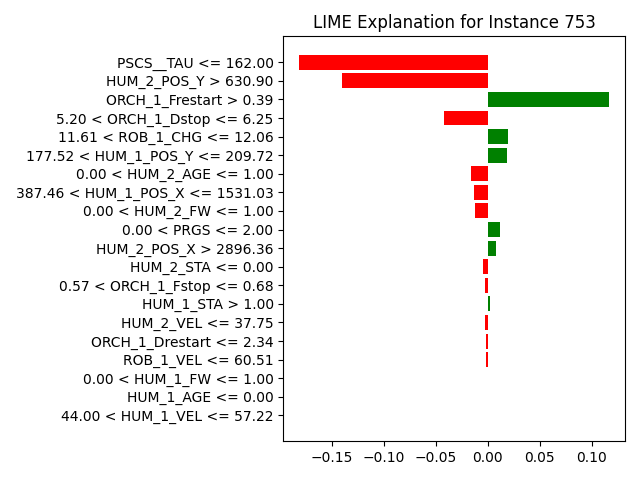 LIME Explanation for Instance 753
PSCS__TAU <= 162.00
HUM_2_POS_Y > 630.90
ORCH_1_Frestart > 0.39
5.20 < ORCH_1_Dstop <= 6.25
11.61 < ROB_1_CHG <= 12.06
177.52 < HUM_1_POS_Y <= 209.72
0.00 < HUM_2_AGE <= 1.00
387.46 < HUM_1_POS_X <= 1531.03
0.00 < HUM_2_FW <= 1.00
0.00 < PRGS <= 2.00
HUM_2_POS_X > 2896.36
HUM_2_STA <= 0.00
0.57 < ORCH_1_Fstop <= 0.68
HUM_1_STA > 1.00
HUM_2_VEL <= 37.75
ORCH_1_Drestart <= 2.34
ROB_1_VEL <= 60.51
0.00 < HUM_1_FW <= 1.00
HUM_1_AGE <= 0.00
44.00 < HUM_1_VEL <= 57.22
−0.15 −0.10 −0.05 0.00 0.05 0.10